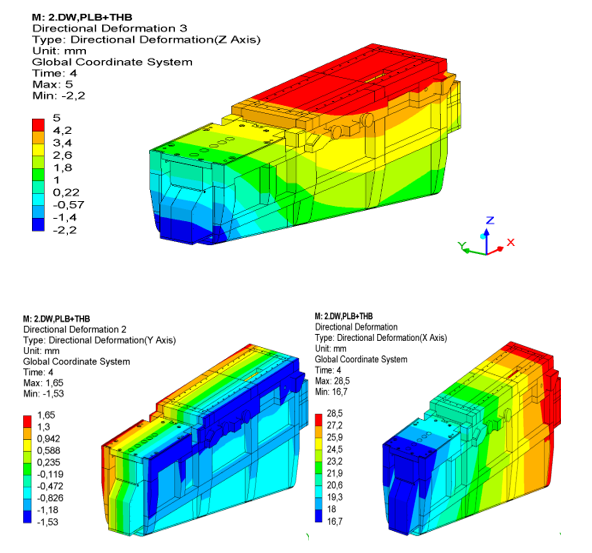 M: 2.DW,PLB+THB
Directional Deformation 3
Type: Directional Deformation(Z Axis)
Unit: mm
Global Coordinate System
Time: 4
Max: 5
Min: -2,2
5
4,2
3,4
2,6
1,8
1
0,22
-0,57
-1,4
-2,2
Z
Y
X
M: 2.DW,PLB+THB
Directional Deformation 2
Type: Directional Deformation(Y Axis)
Unit: mm
Global Coordinate System
Time: 4
Max: 1,65
Min: -1,53
1,65
1,3
0,942
0,588
0,235
-0,119
-0,472
-0,826
-1,18
-1,53
M: 2.DW,PLB+THB
Directional Deformation
Type: Directional Deformation(X Axis)
Unit: mm
Global Coordinate System
Time: 4
Max: 28,5
Min: 16,7
28,5
27,2
25,9
24,5
23,2
21,9
20,6
19,3
18
16,7